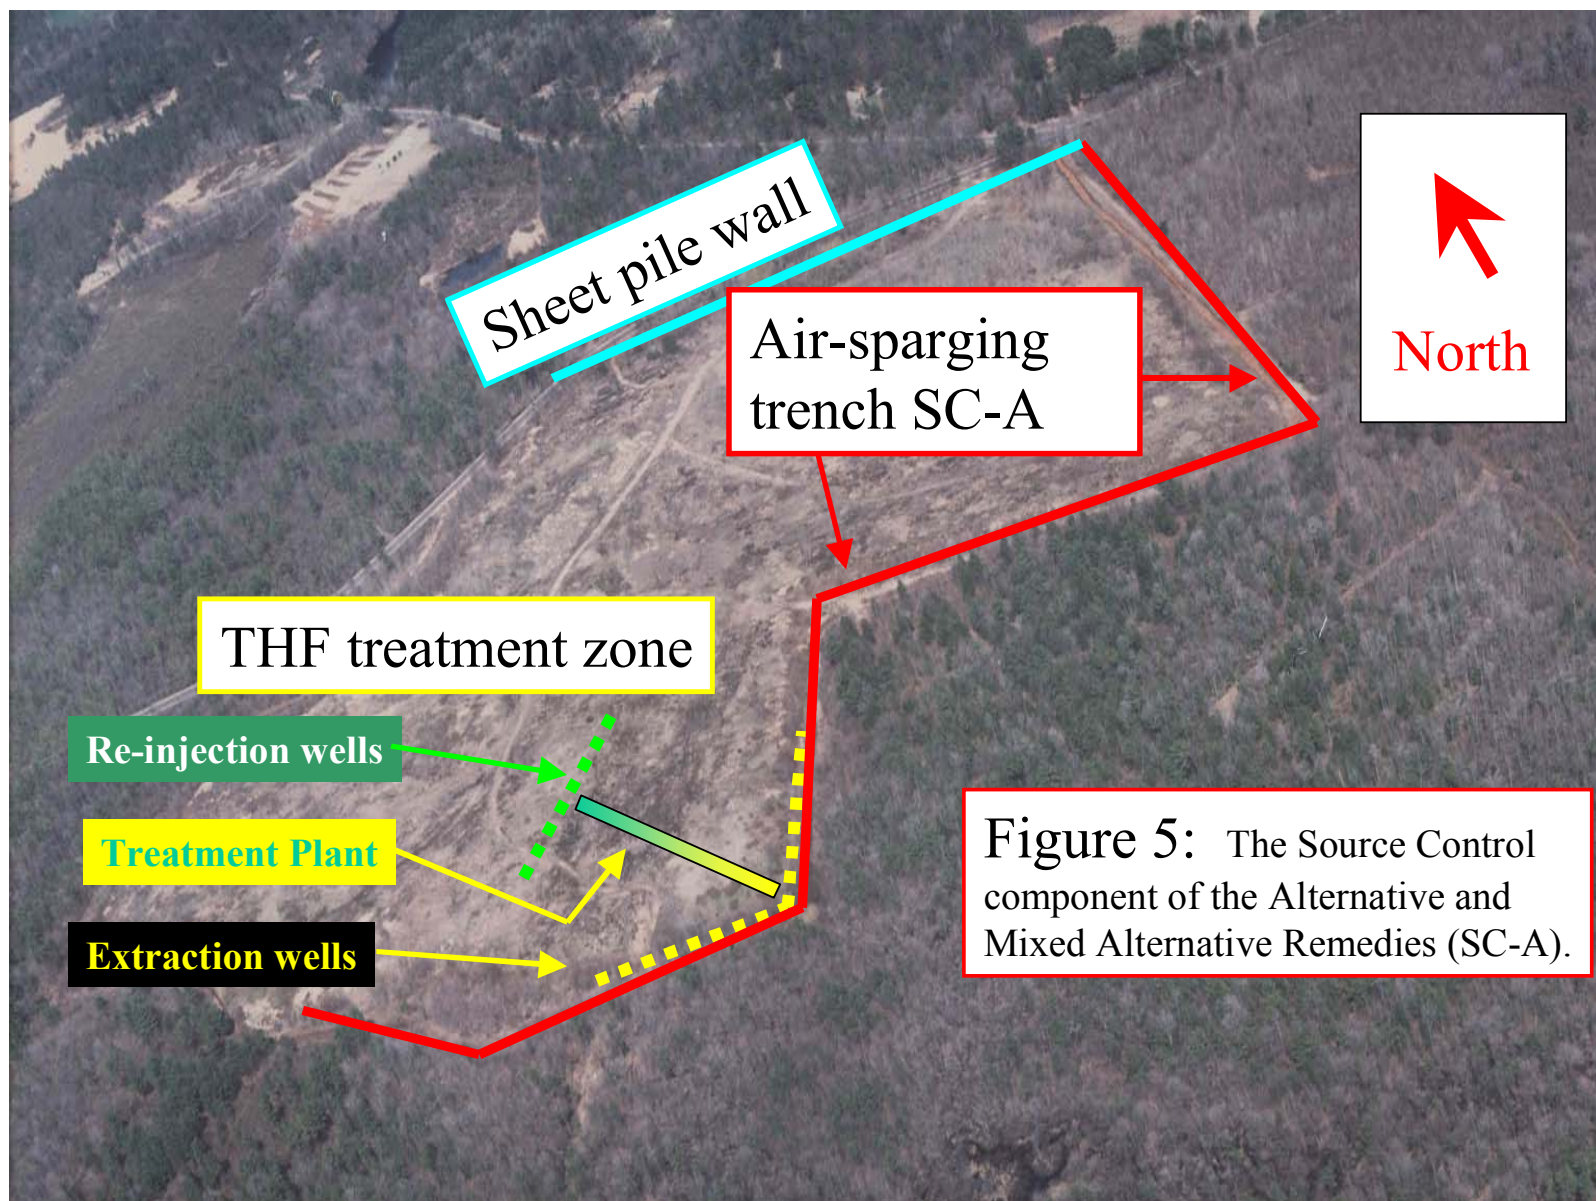 Sheet pile wall
Air-sparging
trench SC-A
North
THF treatment zone
Re-injection wells
Treatment Plant
Extraction wells
Figure 5: The Source Control
component of the Alternative and
Mixed Alternative Remedies (SC-A).